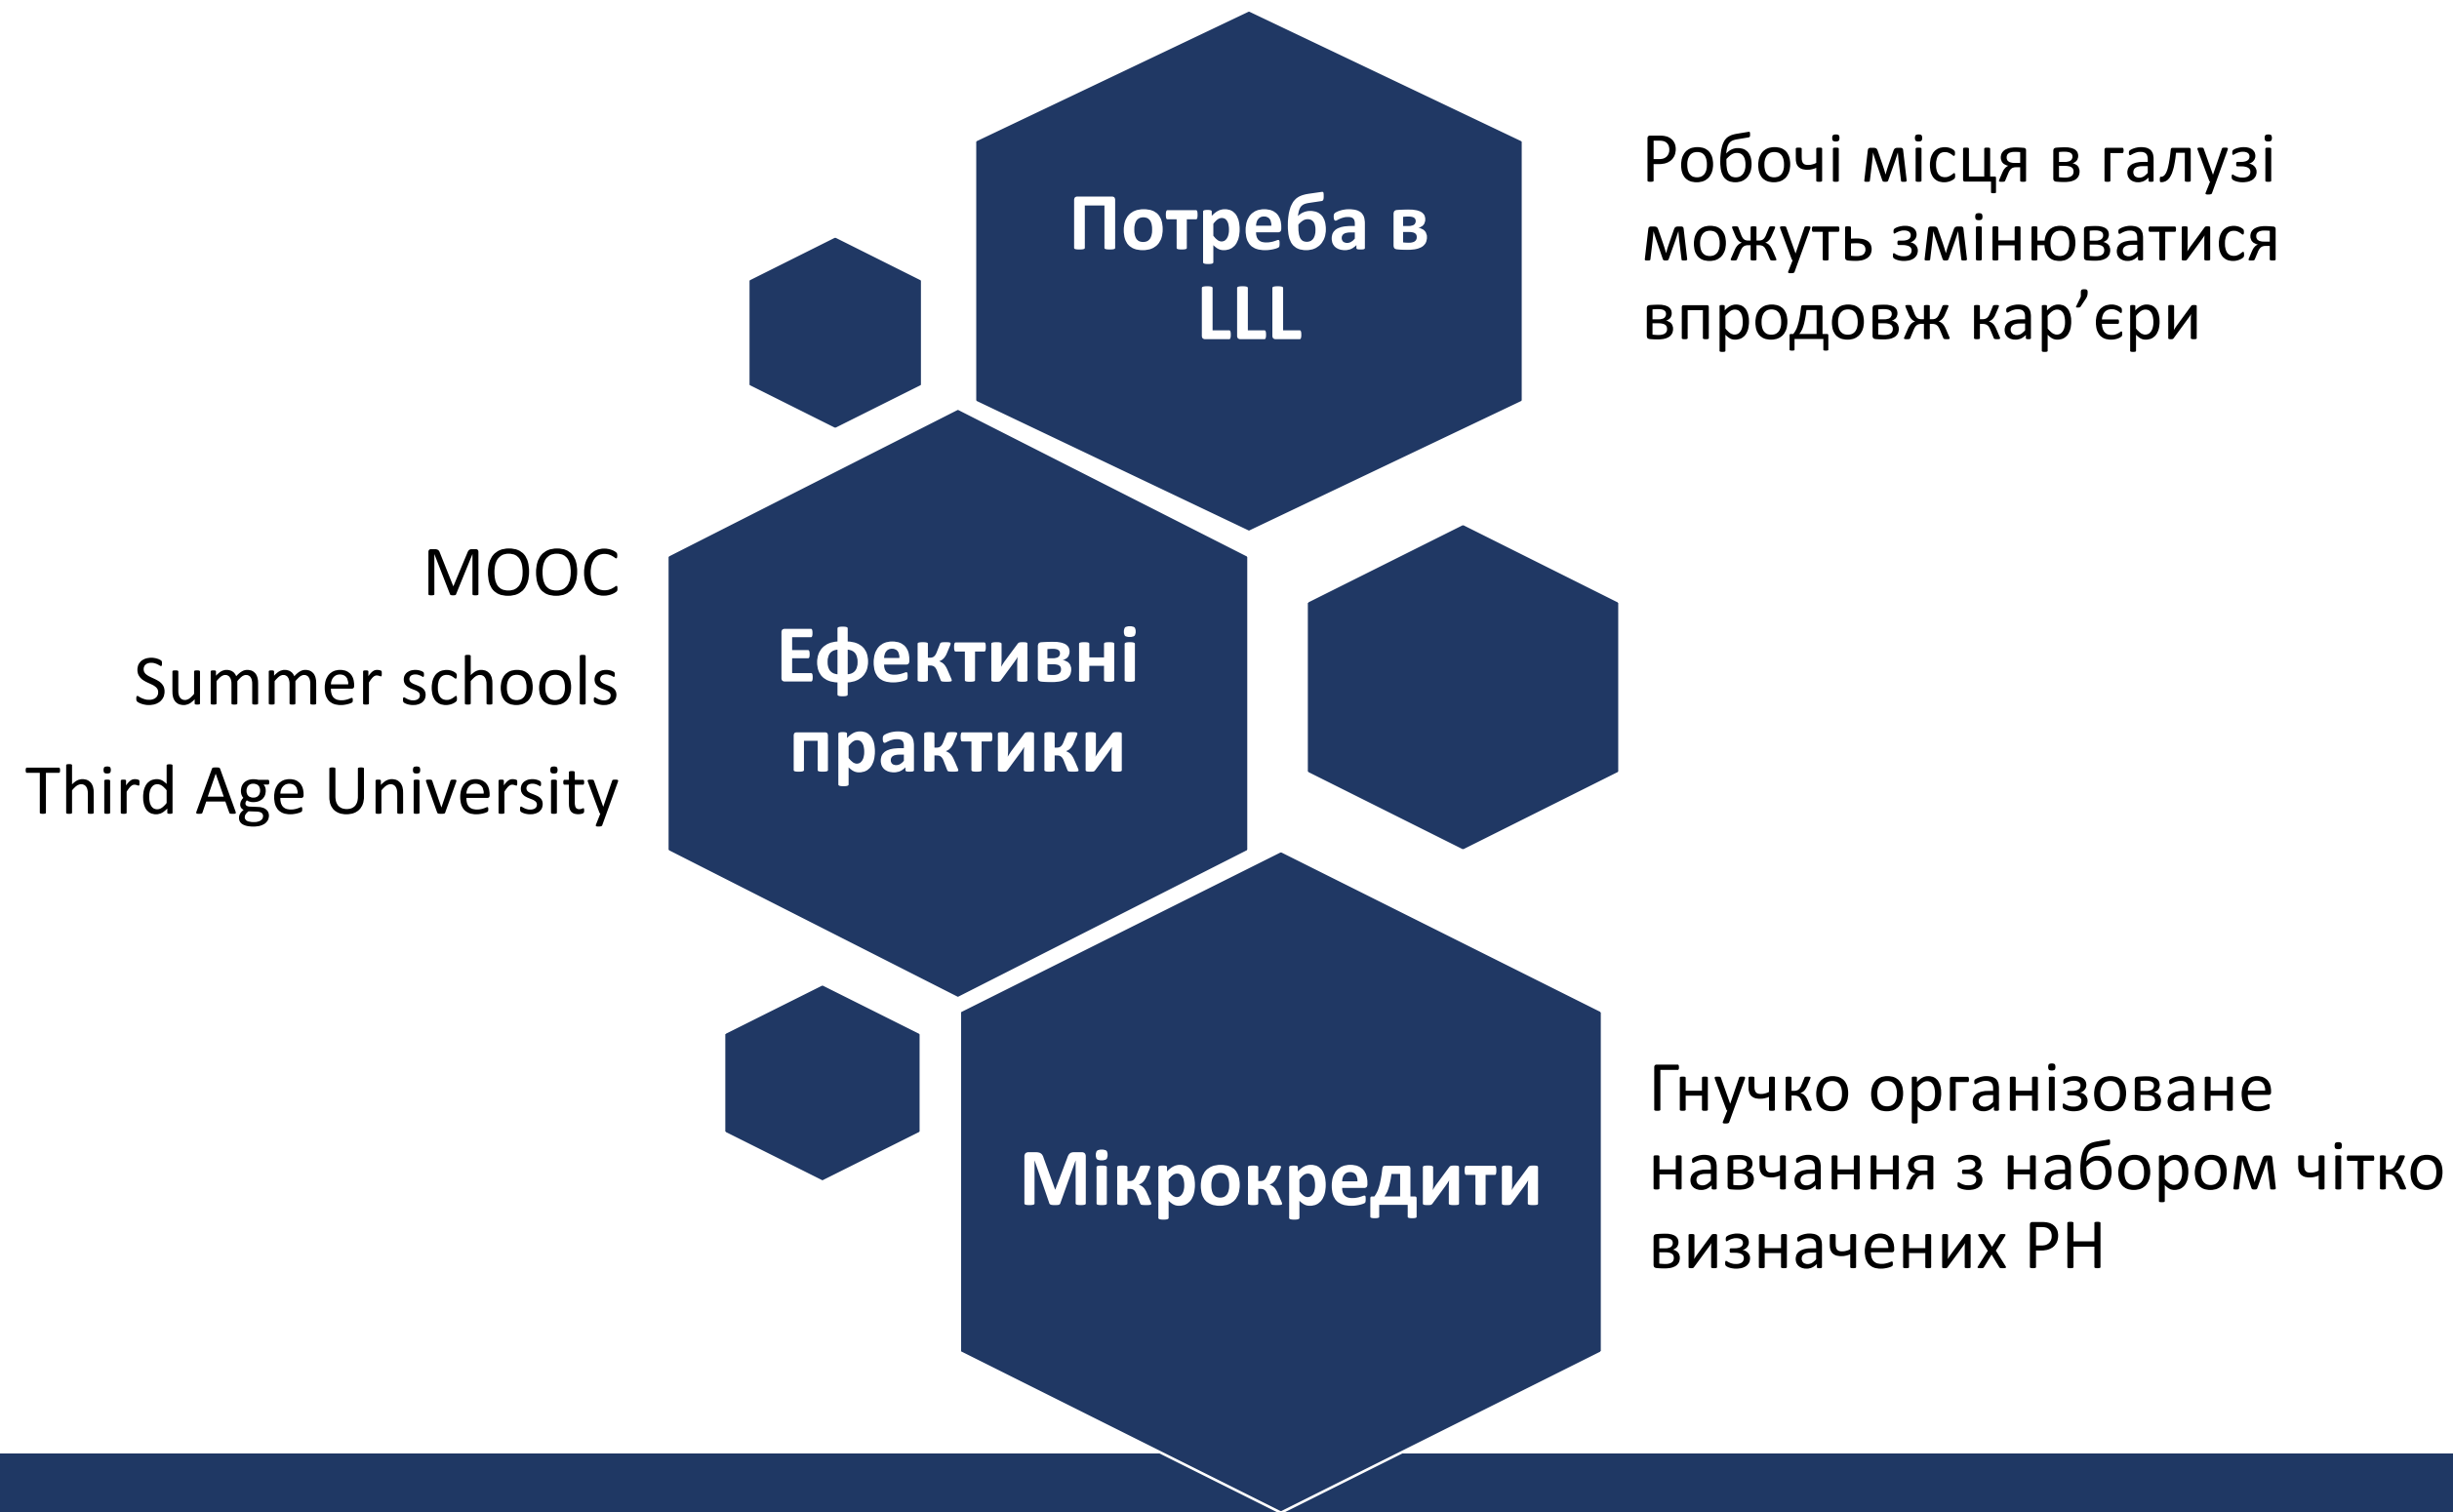 Потреба в
LLL
Робочі місця в галузі
можуть змінюватися
впродовж кар’єри
MOOC
Summer schools
Third Age University
Ефективні
практики
Мікрокредити
Гнучко організоване
навчання з набором чітко
визначених РН